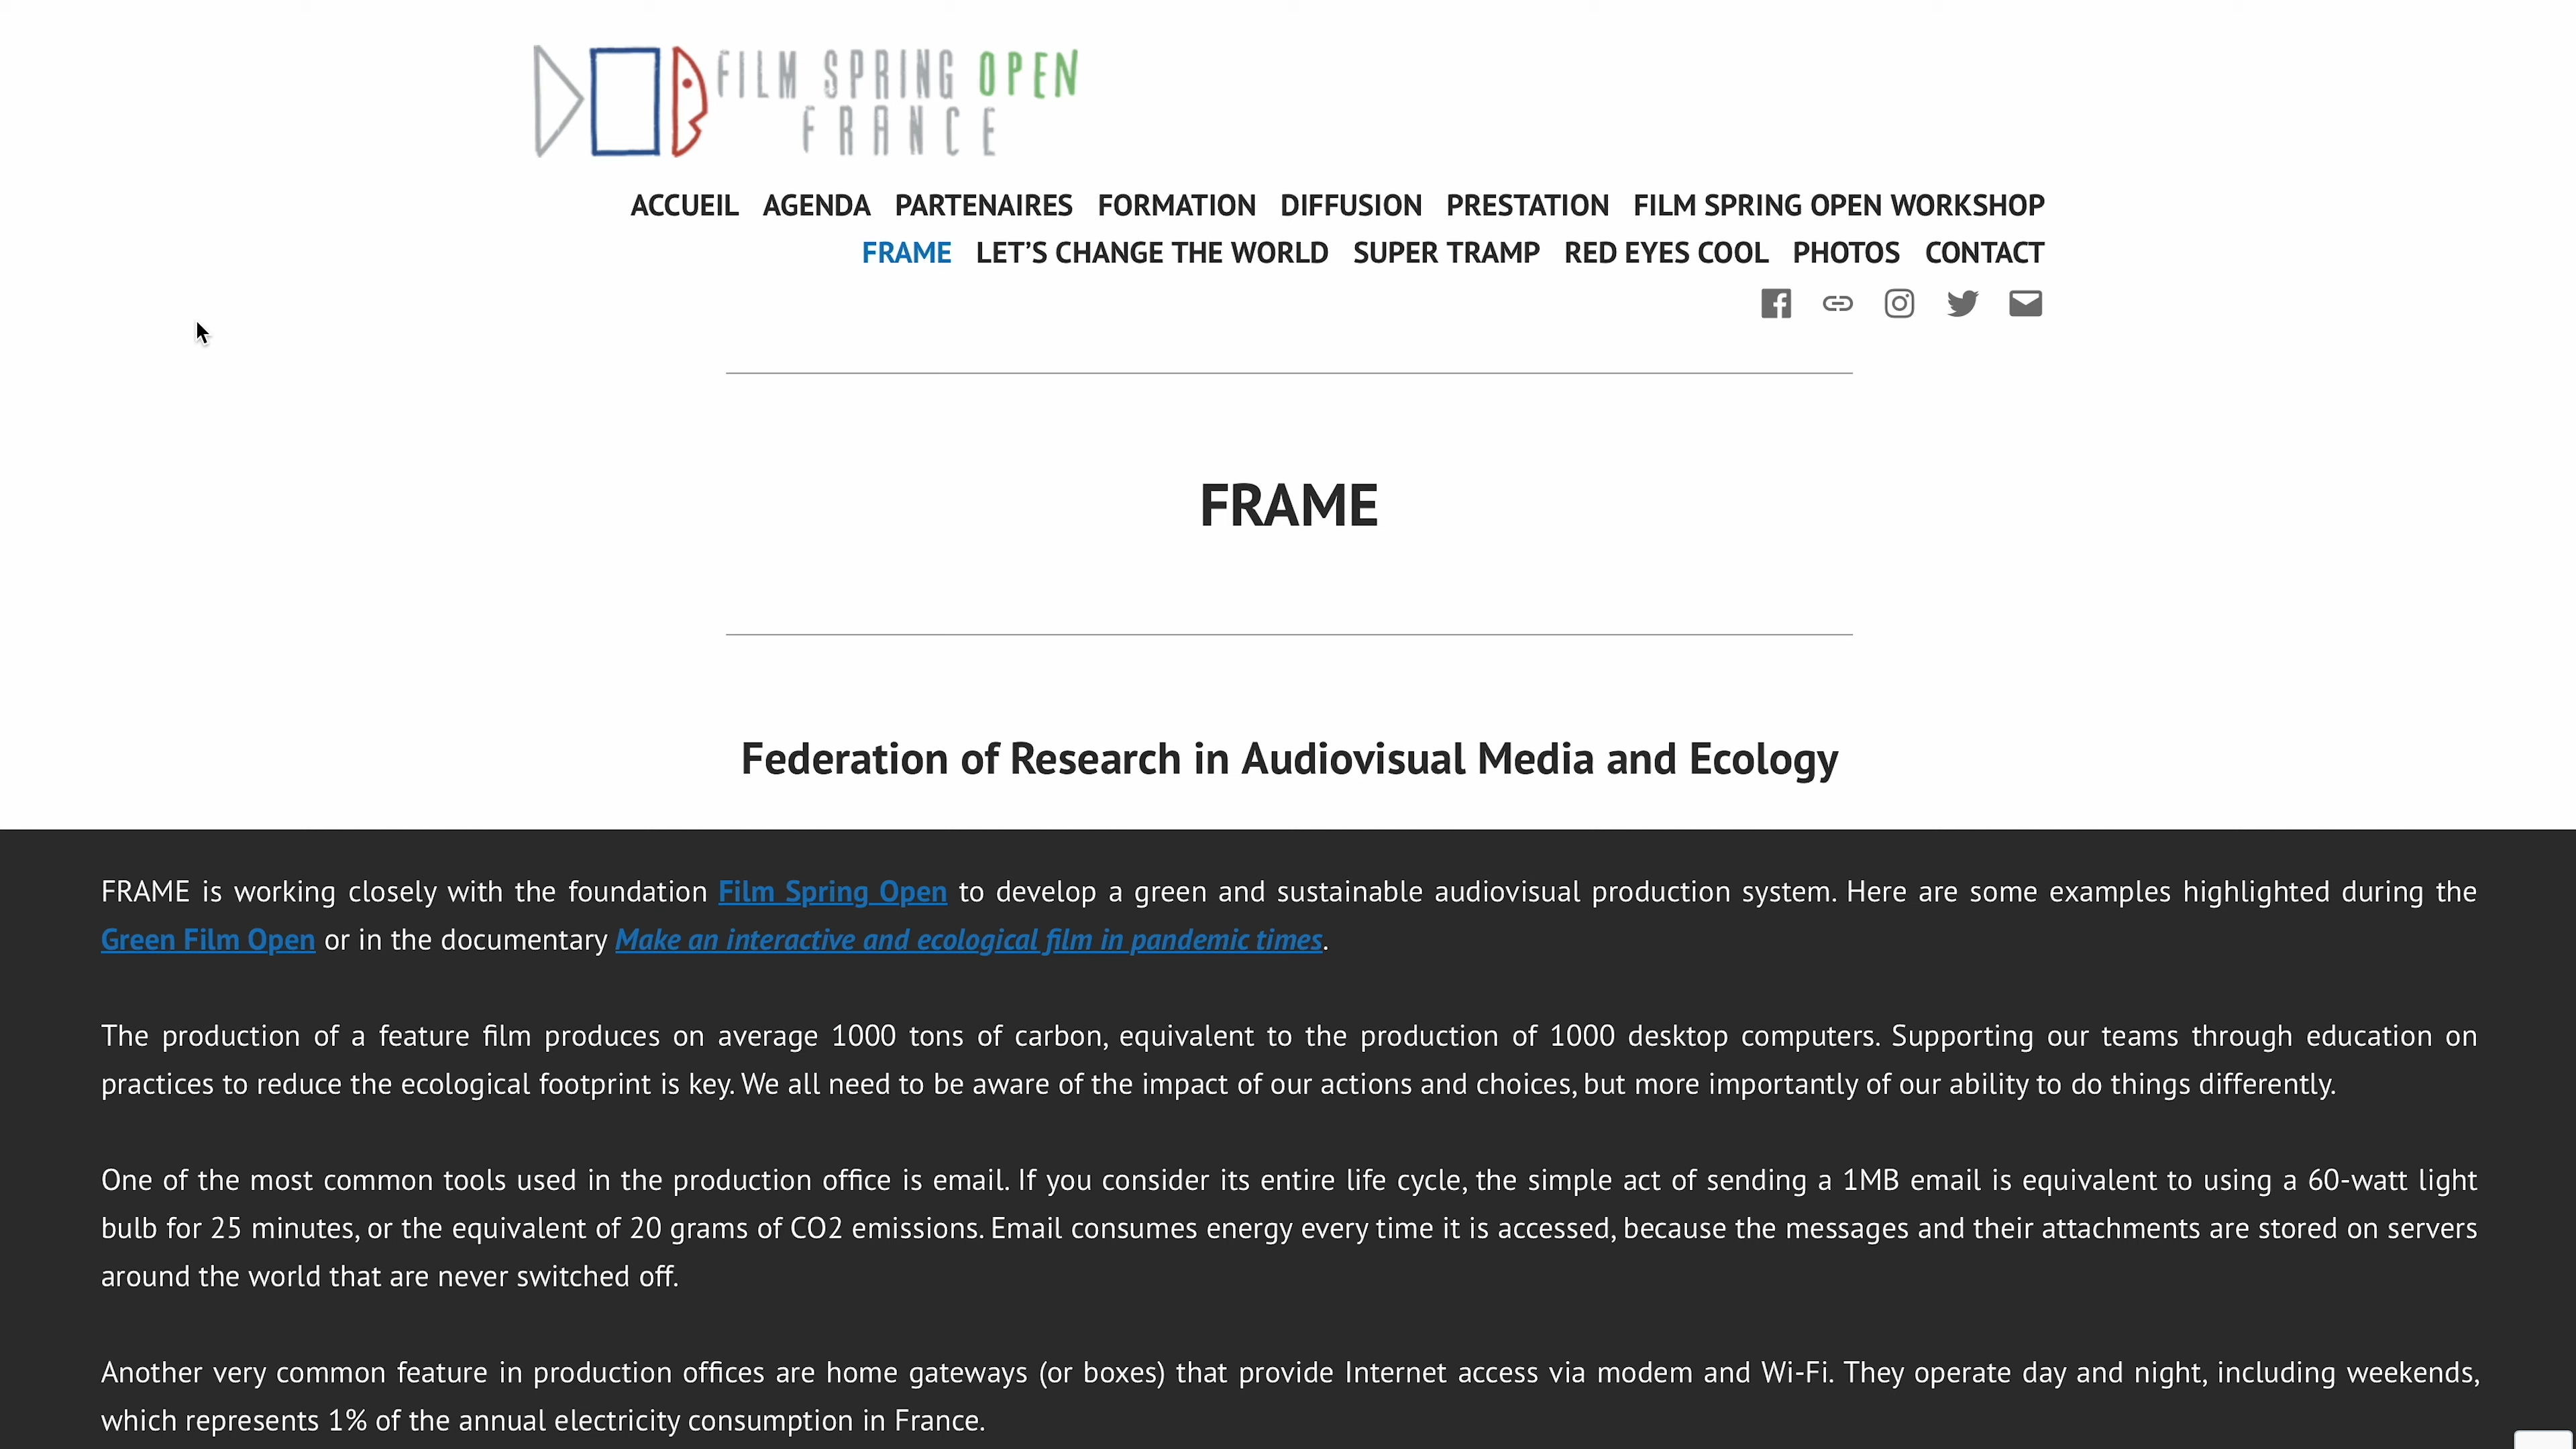 FILM SPRING OPEN
FRANCE
ACCUEIL AGENDA PARTENAIRES FORMATION DIFFUSION PRESTATION FILM SPRING OPEN WORKSHOP
FRAME LET’S CHANGE THE WORLD SUPER TRAMP RED EYES COOL PHOTOS CONTACT
FRAME
Federation of Research in Audiovisual Media and Ecology
FRAME is working closely with the foundation Film Spring Open to develop a green and sustainable audiovisual production system. Here are some examples highlighted during the
Green Film Open or in the documentary Make an interactive and ecological film in pandemic times.
The production of a feature film produces on average 1000 tons of carbon, equivalent to the production of 1000 desktop computers. Supporting our teams through education on
practices to reduce the ecological footprint is key. We all need to be aware of the impact of our actions and choices, but more importantly of our ability to do things differently.
One of the most common tools used in the production office is email. If you consider its entire life cycle, the simple act of sending a 1MB email is equivalent to using a 60-watt light
bulb for 25 minutes, or the equivalent of 20 grams of CO2 emissions. Email consumes energy every time it is accessed, because the messages and their attachments are stored on servers
around the world that are never switched off.
Another very common feature in production offices are home gateways (or boxes) that provide Internet access via modem and Wi-Fi. They operate day and night, including weekends,
which represents 1% of the annual electricity consumption in France.